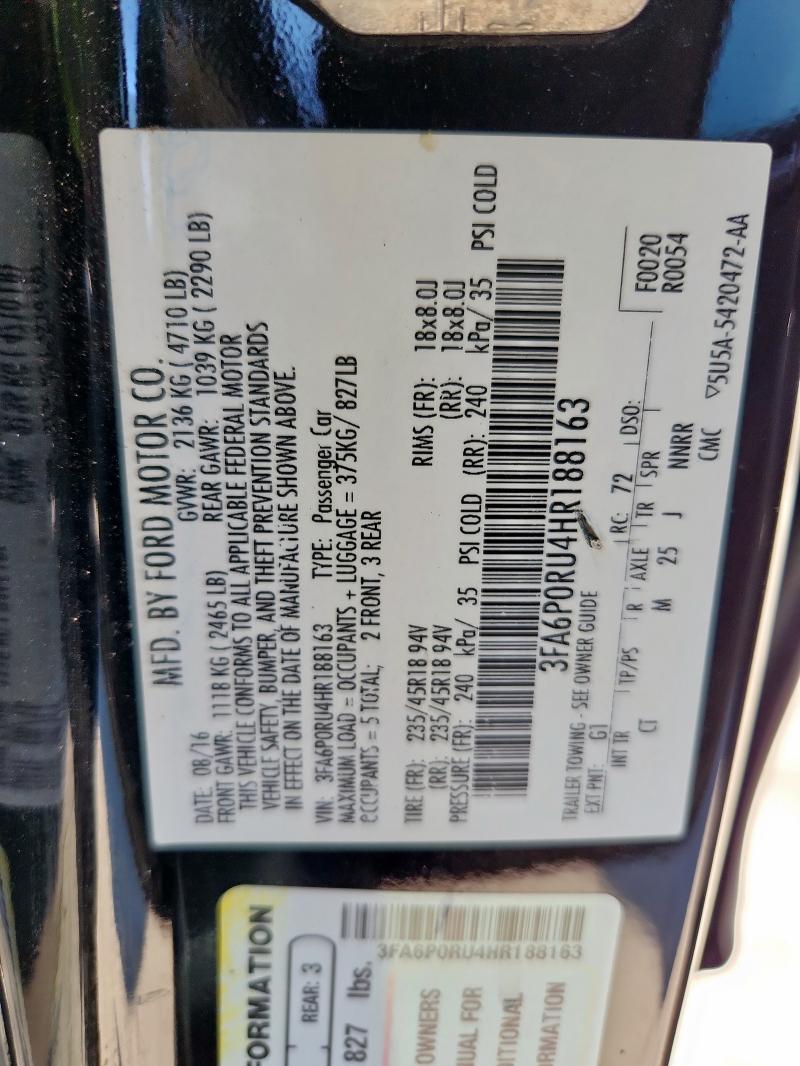 MFD. BY FORD MOTOR CO.
DATE: 08/16 GVWR: 2136 KG ( 4710 LB)
FRONT GAWR: 1118 KG ( 2465 LB) REAR GAWR: 1039 KG ( 2290 LB)
THIS VEHICLE CONFORMS TO ALL APPLICABLE FEDERAL MOTOR
VEHICLE SAFETY, BUMPER, AND THEFT PREVENTION STANDARDS
IN EFFECT ON THE DATE OF MANUFACTURE SHOWN ABOVE.
VIN: 3FA6P0RU4HR188163 TYPE: Passenger Car
MAXIMUM LOAD = OCCUPANTS + LUGGAGE = 375KG/ 827LB
OCCUPANTS = 5 TOTAL; 2 FRONT, 3 REAR
TIRE (FR): 235/45R18 94V RIMS (FR): 18x8.0J
(RR): 235/45R18 94V (RR): 18x8.0J
PRESSURE (FR): 240 kPa/ 35 PSI COLD (RR): 240 kPa/ 35 PSI COLD
3FA6P0RU4HR188163
TRAILER TOWING - SEE OWNER GUIDE
EXT PNT: G1 RC: 72 DSO: F0020
R0054
INT TR TP/PS R AXLE TR SPR
CT M 25 J NNRR
CMC
▽5U5A-5420472-AA
FORMATION
REAR: 3
827 lbs.
3FA6P0RU4HR188163
OWNERS
UAL FOR
DITIONAL
RMATION